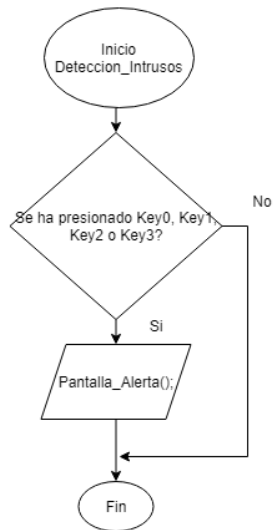 Inicio
Deteccion_Intrusos
Se ha presionado Key0, Key1,
Key2 o Key3?
No
Si
Pantalla_Alerta();
Fin